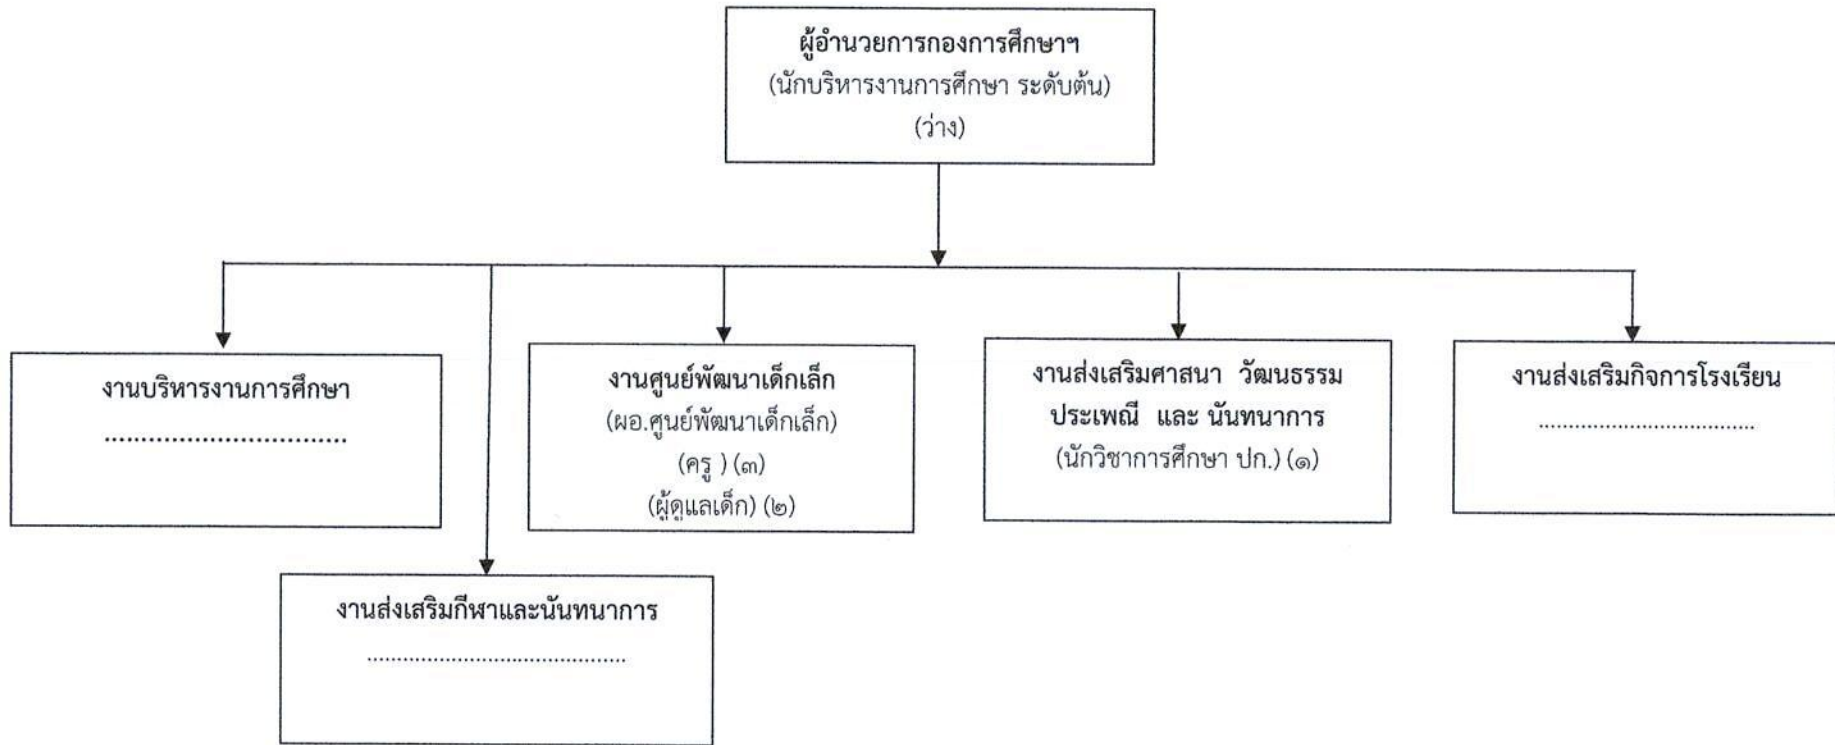 ผู้อำนวยการกองการศึกษาฯ
(นักบริหารงานการศึกษา ระดับต้น)
(ว่าง)
งานบริหารงานการศึกษา
.................................
งานศูนย์พัฒนาเด็กเล็ก
(ผอ.ศูนย์พัฒนาเด็กเล็ก)
(ครู ) (๓)
(ผู้ดูแลเด็ก) (๒)
งานส่งเสริมศาสนา วัฒนธรรม
ประเพณี และ นันทนาการ
(นักวิชาการศึกษา ปก.) (๑)
งานส่งเสริมกิจการโรงเรียน
....................................
งานส่งเสริมกีฬาและนันทนาการ
...........................................